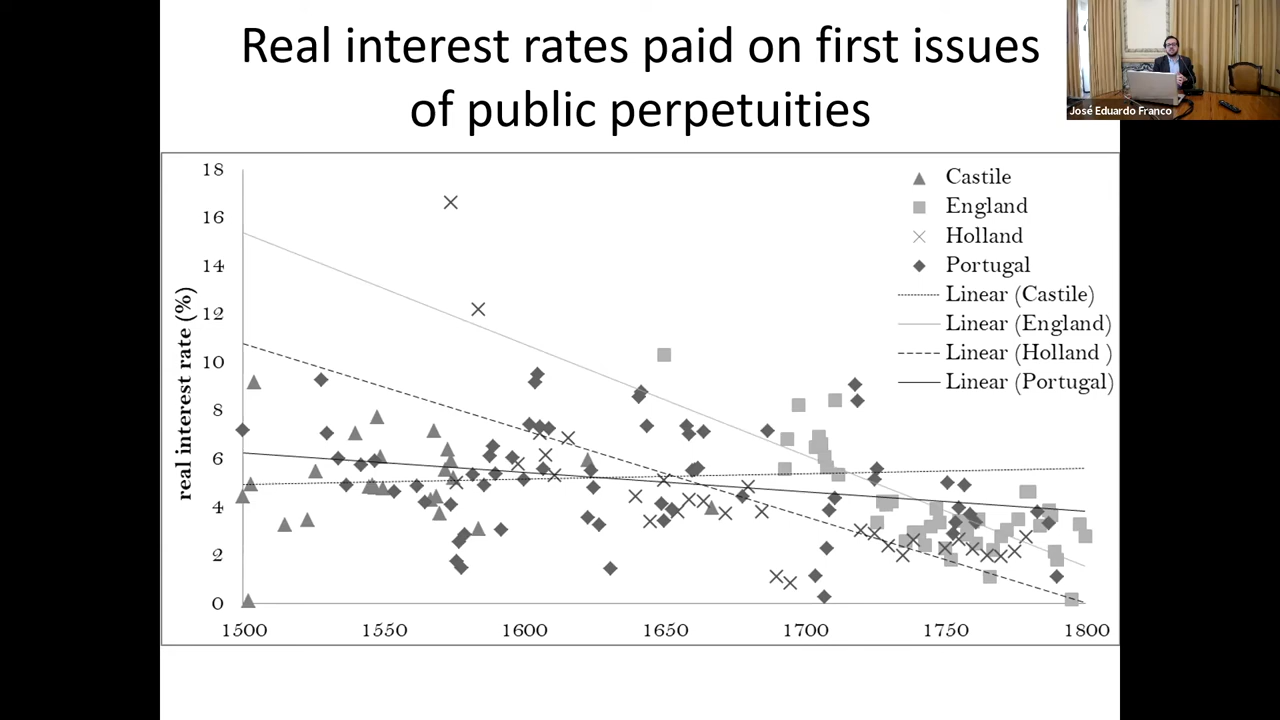 Real interest rates paid on first issues
of public perpetuities
José Eduardo Franco
real interest rate (%)
18
16
14
12
10
8
6
4
2
0
1500 1550 1600 1650 1700 1750 1800
Castile
England
Holland
Portugal
Linear (Castile)
Linear (England)
Linear (Holland )
Linear (Portugal)